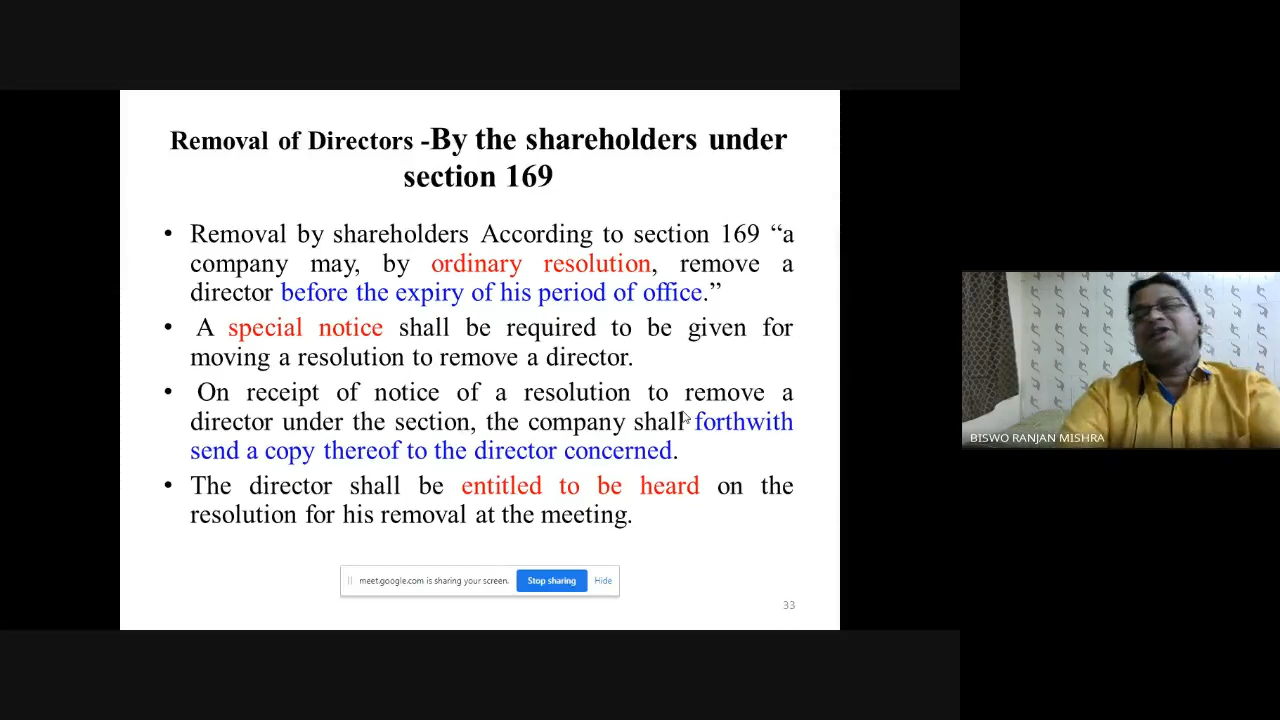 Removal of Directors -By the shareholders under
section 169
• Removal by shareholders According to section 169 “a
company may, by ordinary resolution, remove a
director before the expiry of his period of office.”
• A special notice shall be required to be given for
moving a resolution to remove a director.
• On receipt of notice of a resolution to remove a
director under the section, the company shall forthwith
send a copy thereof to the director concerned.
• The director shall be entitled to be heard on the
resolution for his removal at the meeting.
meet.google.com is sharing your screen. Stop sharing Hide
33
BISWO RANJAN MISHRA